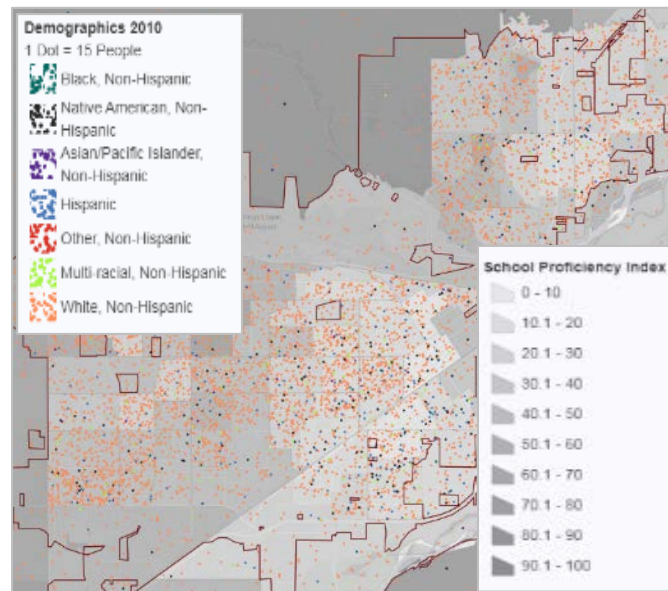 Demographics 2010
1 Dot = 15 People
Black, Non-Hispanic
Native American, Non-
Hispanic
Asian/Pacific Islander,
Non-Hispanic
Hispanic
Other, Non-Hispanic
Multi-racial, Non-Hispanic
White, Non-Hispanic
School Proficiency Index
0 - 10
10.1 - 20
20.1 - 30
30.1 - 40
40.1 - 50
50.1 - 60
60.1 - 70
70.1 - 80
80.1 - 90
90.1 - 100